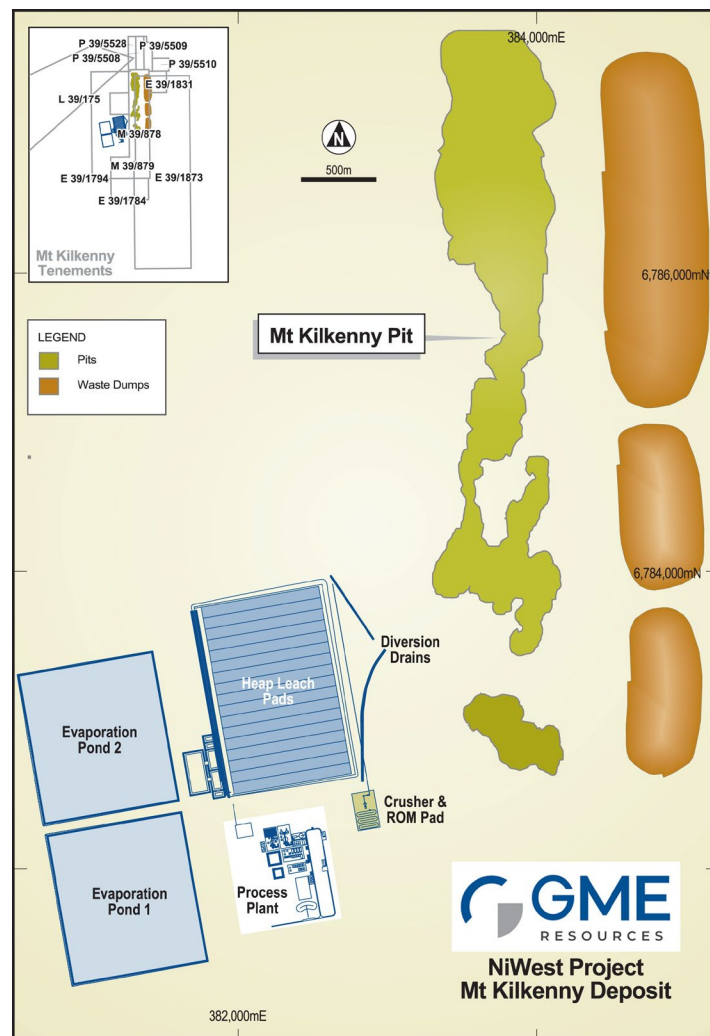 P 39/5528
P 39/5509
P 39/5508
P 39/5510
E 39/1831
L 39/175
M 39/878
M 39/879
E 39/1794
E 39/1873
E 39/1784
Mt Kilkenny
Tenements
N
500m
384,000mE
6,786,000mN
LEGEND
Pits
Waste Dumps
Mt Kilkenny Pit
6,784,000mN
Diversion
Drains
Heap Leach
Pads
Evaporation
Pond 2
Crusher &
ROM Pad
Evaporation
Pond 1
Process
Plant
GME
RESOURCES
NiWest Project
Mt Kilkenny Deposit
382,000mE